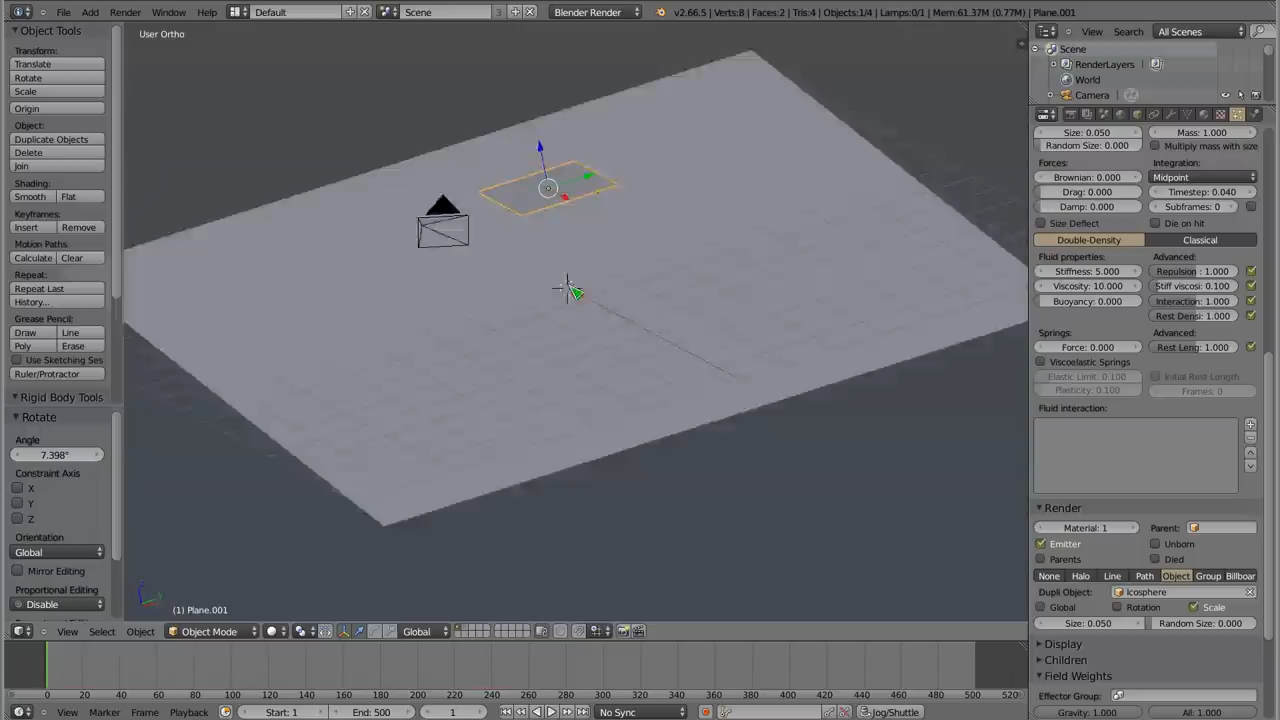 File Add Render Window Help Default Scene 3 Blender Render v2.66.5 | Verts:8 | Faces:2 | Tris:4 | Objects:1/4 | Lamps:0/1 | Mem:61.37M (0.77M) | Plane.001
Object Tools
Transform:
Translate
Rotate
Scale
Origin
Object:
Duplicate Objects
Delete
Join
Shading:
Smooth Flat
Keyframes:
Insert Remove
Motion Paths:
Calculate Clear
Repeat:
Repeat Last
History...
Grease Pencil:
Draw Line
Poly Erase
Use Sketching Ses
Ruler/Protractor
Rigid Body Tools
Rotate
Angle
7.398°
Constraint Axis
X
Y
Z
Orientation
Global
Mirror Editing
Proportional Editing
Disable
User Ortho
(1) Plane.001
View Select Object Object Mode Global
View Search All Scenes
Scene
RenderLayers
World
Camera
Size: 0.050 Mass: 1.000
Random Size: 0.000 Multiply mass with size
Forces: Integration:
Brownian: 0.000 Midpoint
Drag: 0.000 Timestep: 0.040
Damp: 0.000 Subframes: 0
Size Deflect Die on hit
Double-Density Classical
Fluid properties: Advanced:
Stiffness: 5.000 Repulsion : 1.000
Viscosity: 10.000 Stiff viscosi: 0.100
Buoyancy: 0.000 Interaction: 1.000
Rest Densi: 1.000
Springs: Advanced:
Force: 0.000 Rest Leng: 1.000
Viscoelastic Springs
Elastic Limit: 0.100 Initial Rest Length
Plasticity: 0.100 Frames: 0
Fluid interaction:
Render
Material: 1 Parent:
Emitter Unborn
Parents Died
None Halo Line Path Object Group Billboar
Dupli Object: Icosphere
Global Rotation Scale
Size: 0.050 Random Size: 0.000
Display
Children
Field Weights
Effector Group:
Gravity: 1.000 All: 1.000
0 20 40 60 80 100 120 140 160 180 200 220 240 260 280 300 320 340 360 380 400 420 440 460 480 500 520
View Marker Frame Playback Start: 1 End: 500 1 No Sync Jog/Shuttle